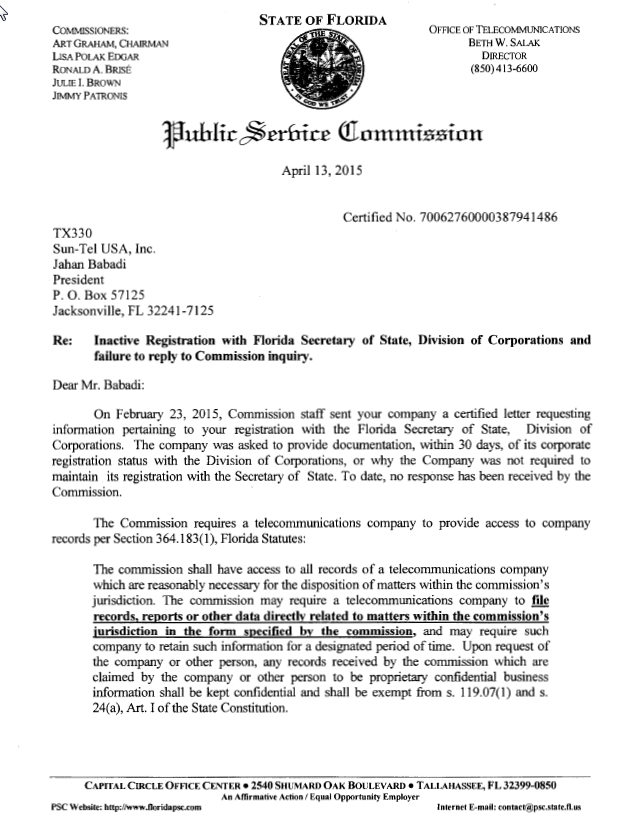 COMMISSIONERS:
ART GRAHAM, CHAIRMAN
LISA POLAK EDGAR
RONALD A. BRISÉ
JULIE I. BROWN
JIMMY PATRONIS
STATE OF FLORIDA
GREAT SEAL OF THE STATE OF FLORIDA
IN GOD WE TRUST
OFFICE OF TELECOMMUNICATIONS
BETH W. SALAK
DIRECTOR
(850) 413-6600
Public Service Commission
April 13, 2015
Certified No. 70062760000387941486
TX330
Sun-Tel USA, Inc.
Jahan Babadi
President
P. O. Box 57125
Jacksonville, FL 32241-7125
Re: Inactive Registration with Florida Secretary of State, Division of Corporations and
failure to reply to Commission inquiry.
Dear Mr. Babadi:
On February 23, 2015, Commission staff sent your company a certified letter requesting
information pertaining to your registration with the Florida Secretary of State, Division of
Corporations. The company was asked to provide documentation, within 30 days, of its corporate
registration status with the Division of Corporations, or why the Company was not required to
maintain its registration with the Secretary of State. To date, no response has been received by the
Commission.
The Commission requires a telecommunications company to provide access to company
records per Section 364.183(1), Florida Statutes:
The commission shall have access to all records of a telecommunications company
which are reasonably necessary for the disposition of matters within the commission's
jurisdiction. The commission may require a telecommunications company to file
records, reports or other data directly related to matters within the commission's
jurisdiction in the form specified by the commission, and may require such
company to retain such information for a designated period of time. Upon request of
the company or other person, any records received by the commission which are
claimed by the company or other person to be proprietary confidential business
information shall be kept confidential and shall be exempt from s. 119.07(1) and s.
24(a), Art. I of the State Constitution.
CAPITAL CIRCLE OFFICE CENTER • 2540 SHUMARD OAK BOULEVARD • TALLAHASSEE, FL 32399-0850
An Affirmative Action / Equal Opportunity Employer
PSC Website: http://www.floridapsc.com
Internet E-mail: contact@psc.state.fl.us